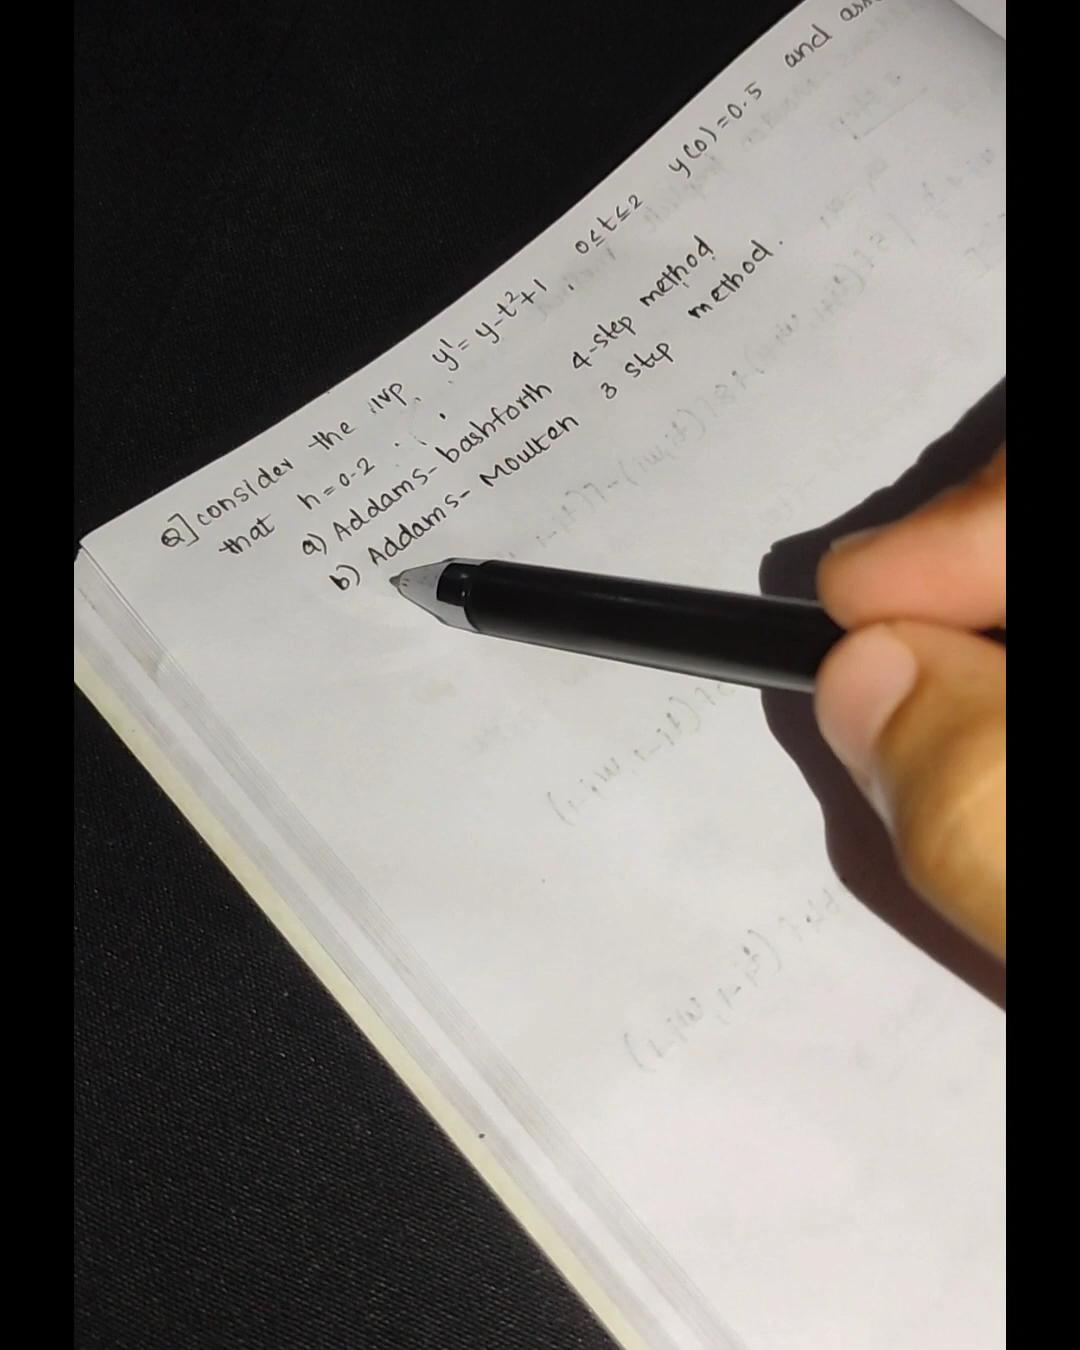 Q] consider the IVP y' = y-t²+1 0≤t≤2 y(0)=0.5 and
that h=0.2
a) Addams-bashforth 4-step method
b) Addams-Moulten 3 step method.